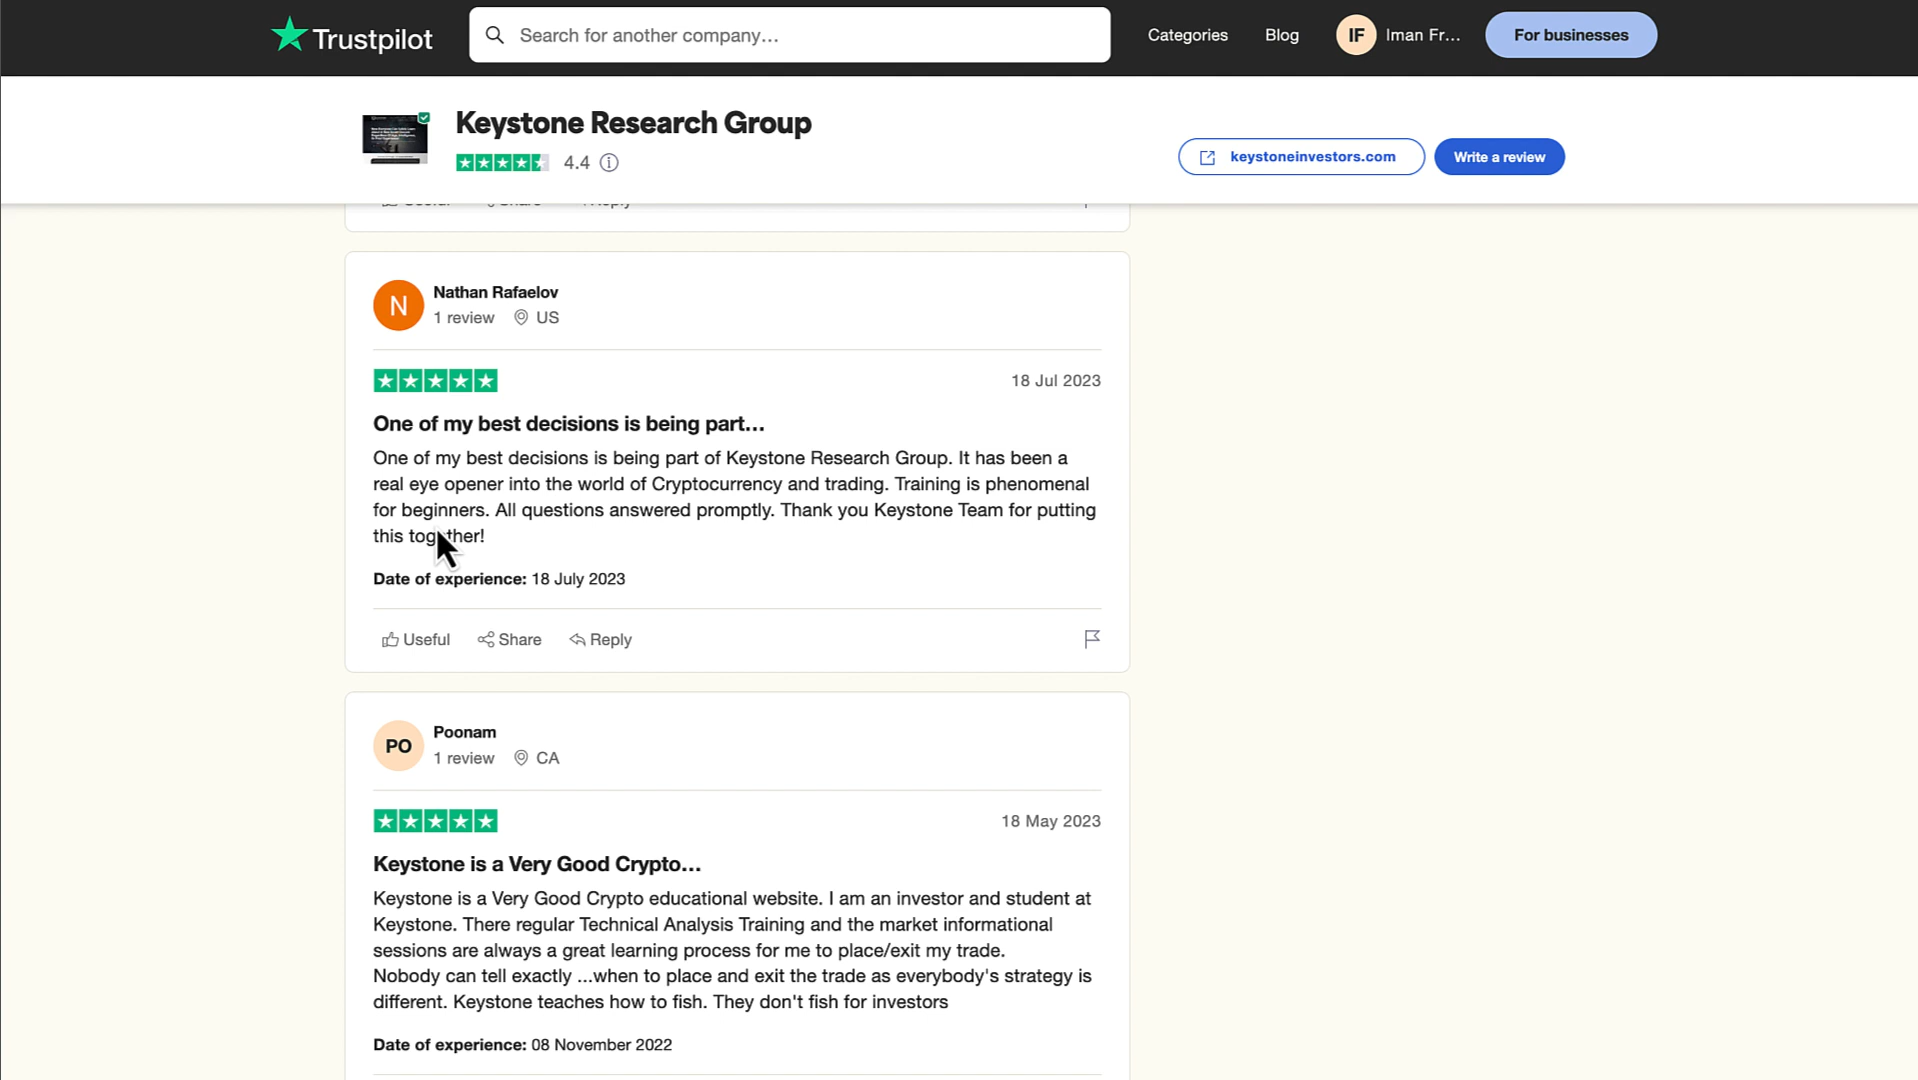 Trustpilot
Search for another company...
Categories
Blog
IF
Iman Fr...
For businesses
Keystone Research Group
4.4
keystoneinvestors.com
Write a review
N
Nathan Rafaelov
1 review
US
18 Jul 2023
One of my best decisions is being part...
One of my best decisions is being part of Keystone Research Group. It has been a
real eye opener into the world of Cryptocurrency and trading. Training is phenomenal
for beginners. All questions answered promptly. Thank you Keystone Team for putting
this together!
Date of experience: 18 July 2023
Useful
Share
Reply
PO
Poonam
1 review
CA
18 May 2023
Keystone is a Very Good Crypto...
Keystone is a Very Good Crypto educational website. I am an investor and student at
Keystone. There regular Technical Analysis Training and the market informational
sessions are always a great learning process for me to place/exit my trade.
Nobody can tell exactly ...when to place and exit the trade as everybody's strategy is
different. Keystone teaches how to fish. They don't fish for investors
Date of experience: 08 November 2022